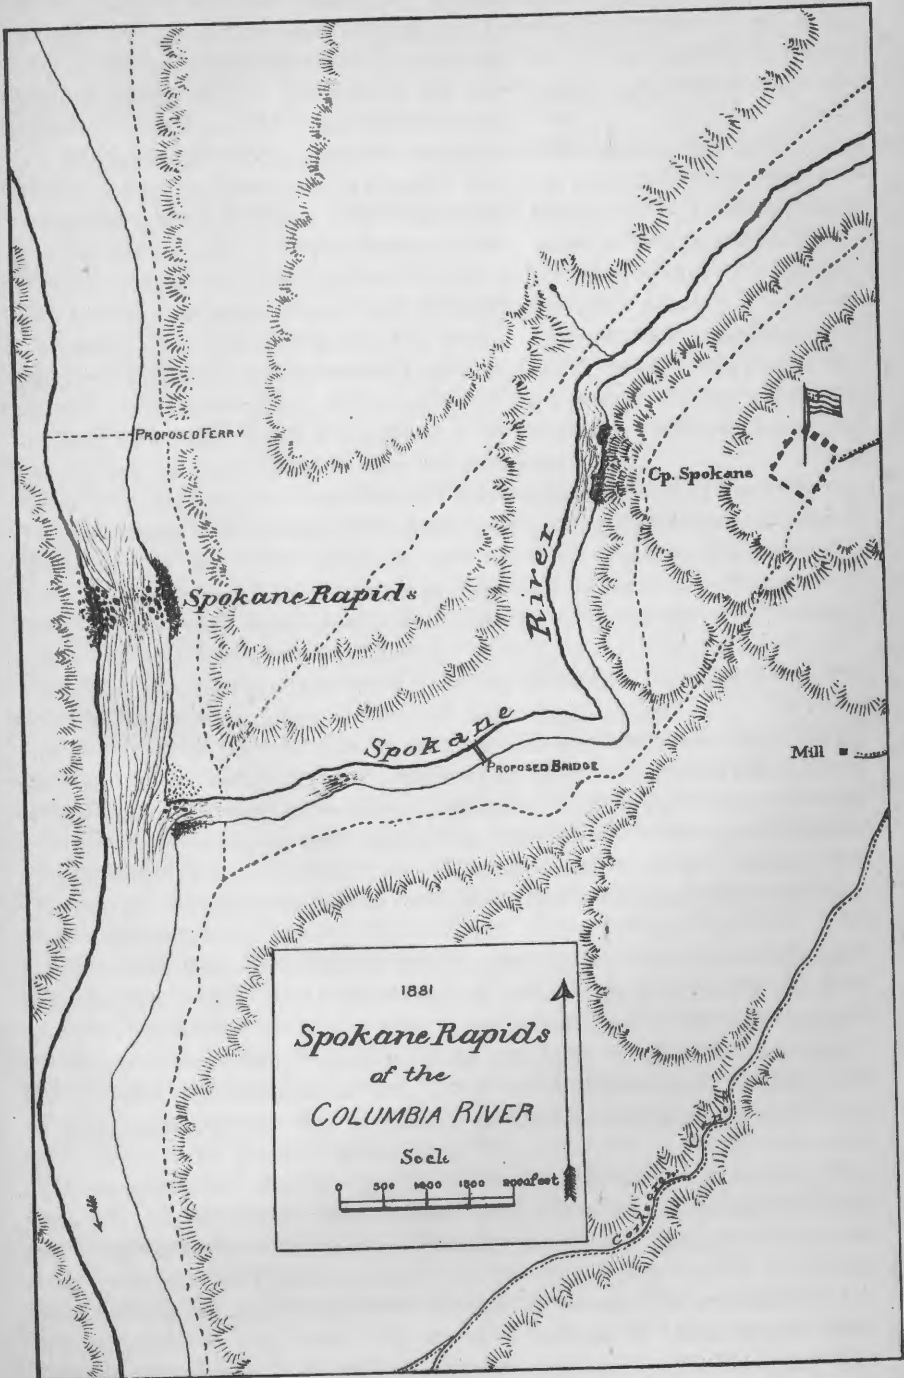 PROPOSED FERRY
Cp. Spokane
Spokane Rapids
River
Spokane
PROPOSED BRIDGE
Mill
1881
Spokane Rapids
of the
COLUMBIA RIVER
Scale
0 500 1000 1500 2000 feet